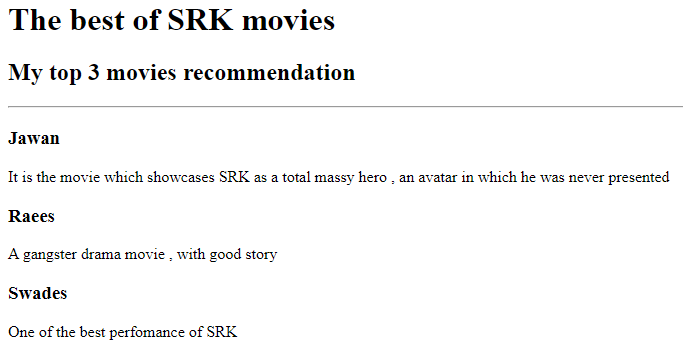 The best of SRK movies
My top 3 movies recommendation
Jawan
It is the movie which showcases SRK as a total massy hero , an avatar in which he was never presented
Raees
A gangster drama movie , with good story
Swades
One of the best perfomance of SRK